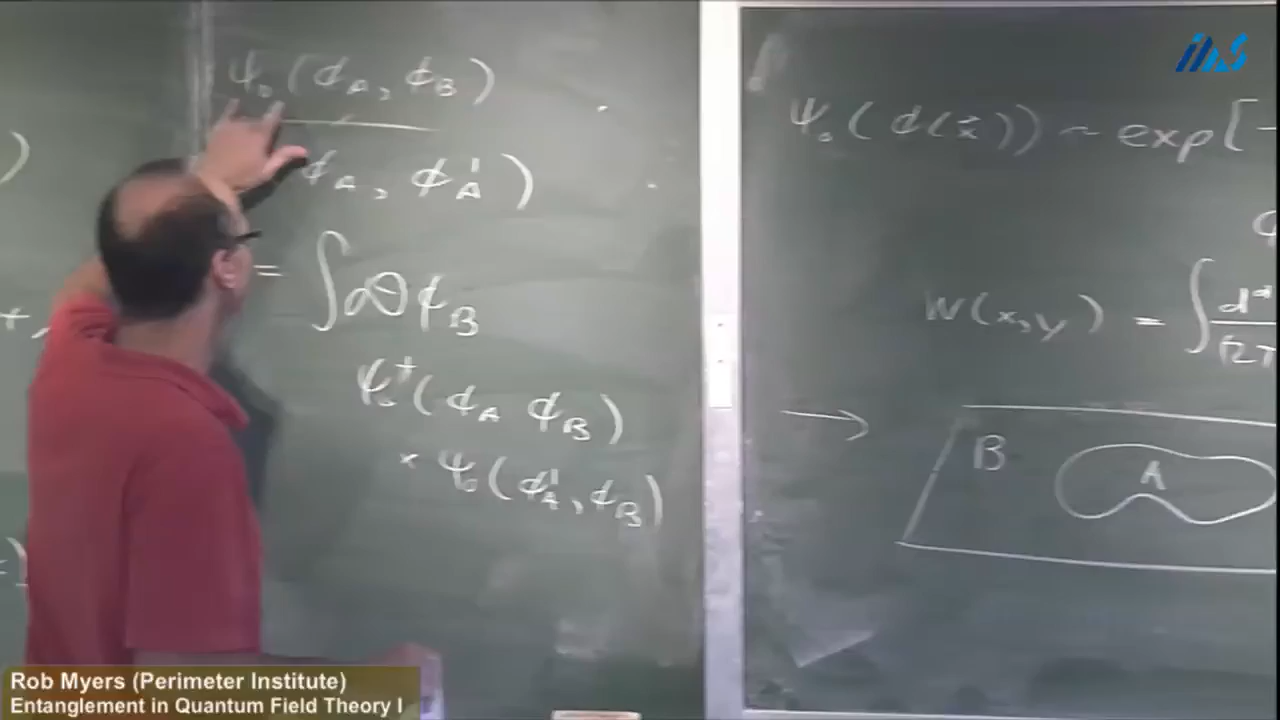 )
ψ₀(ϕ_A, ϕ_B)
ϕ_A, ϕ'_A)
= ∫𝒟ϕ_B
ψ₀†(ϕ_A ϕ_B)
× ψ₀(ϕ'_A, ϕ_B)
ψ₀(ϕ(x⃗)) ~ exp[-
W(x,y) = ∫ d^d
→
B
A
IHES
Rob Myers (Perimeter Institute)
Entanglement in Quantum Field Theory I